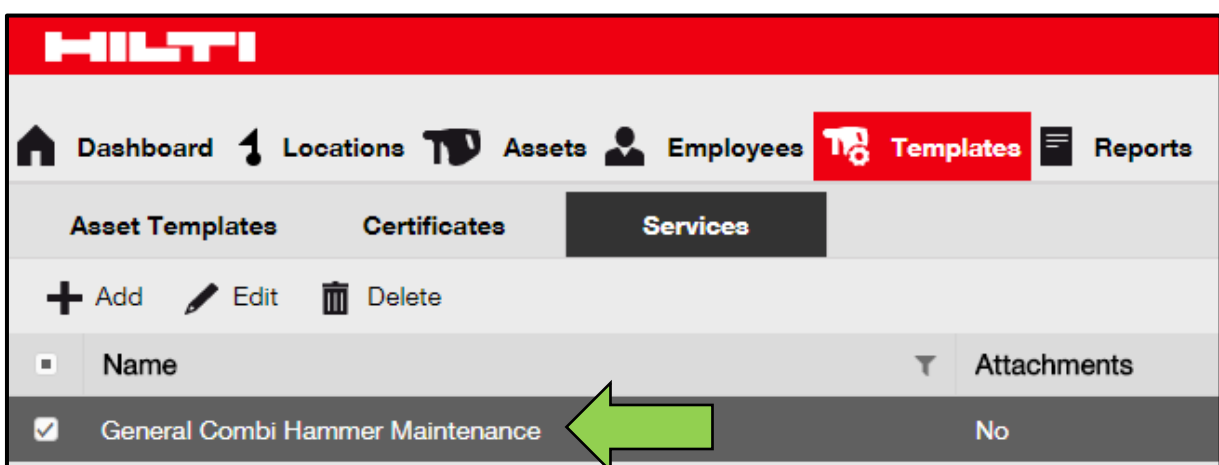 HILTI
Dashboard Locations Assets Employees Templates Reports
Asset Templates Certificates Services
Add Edit Delete
Name Attachments
General Combi Hammer Maintenance No